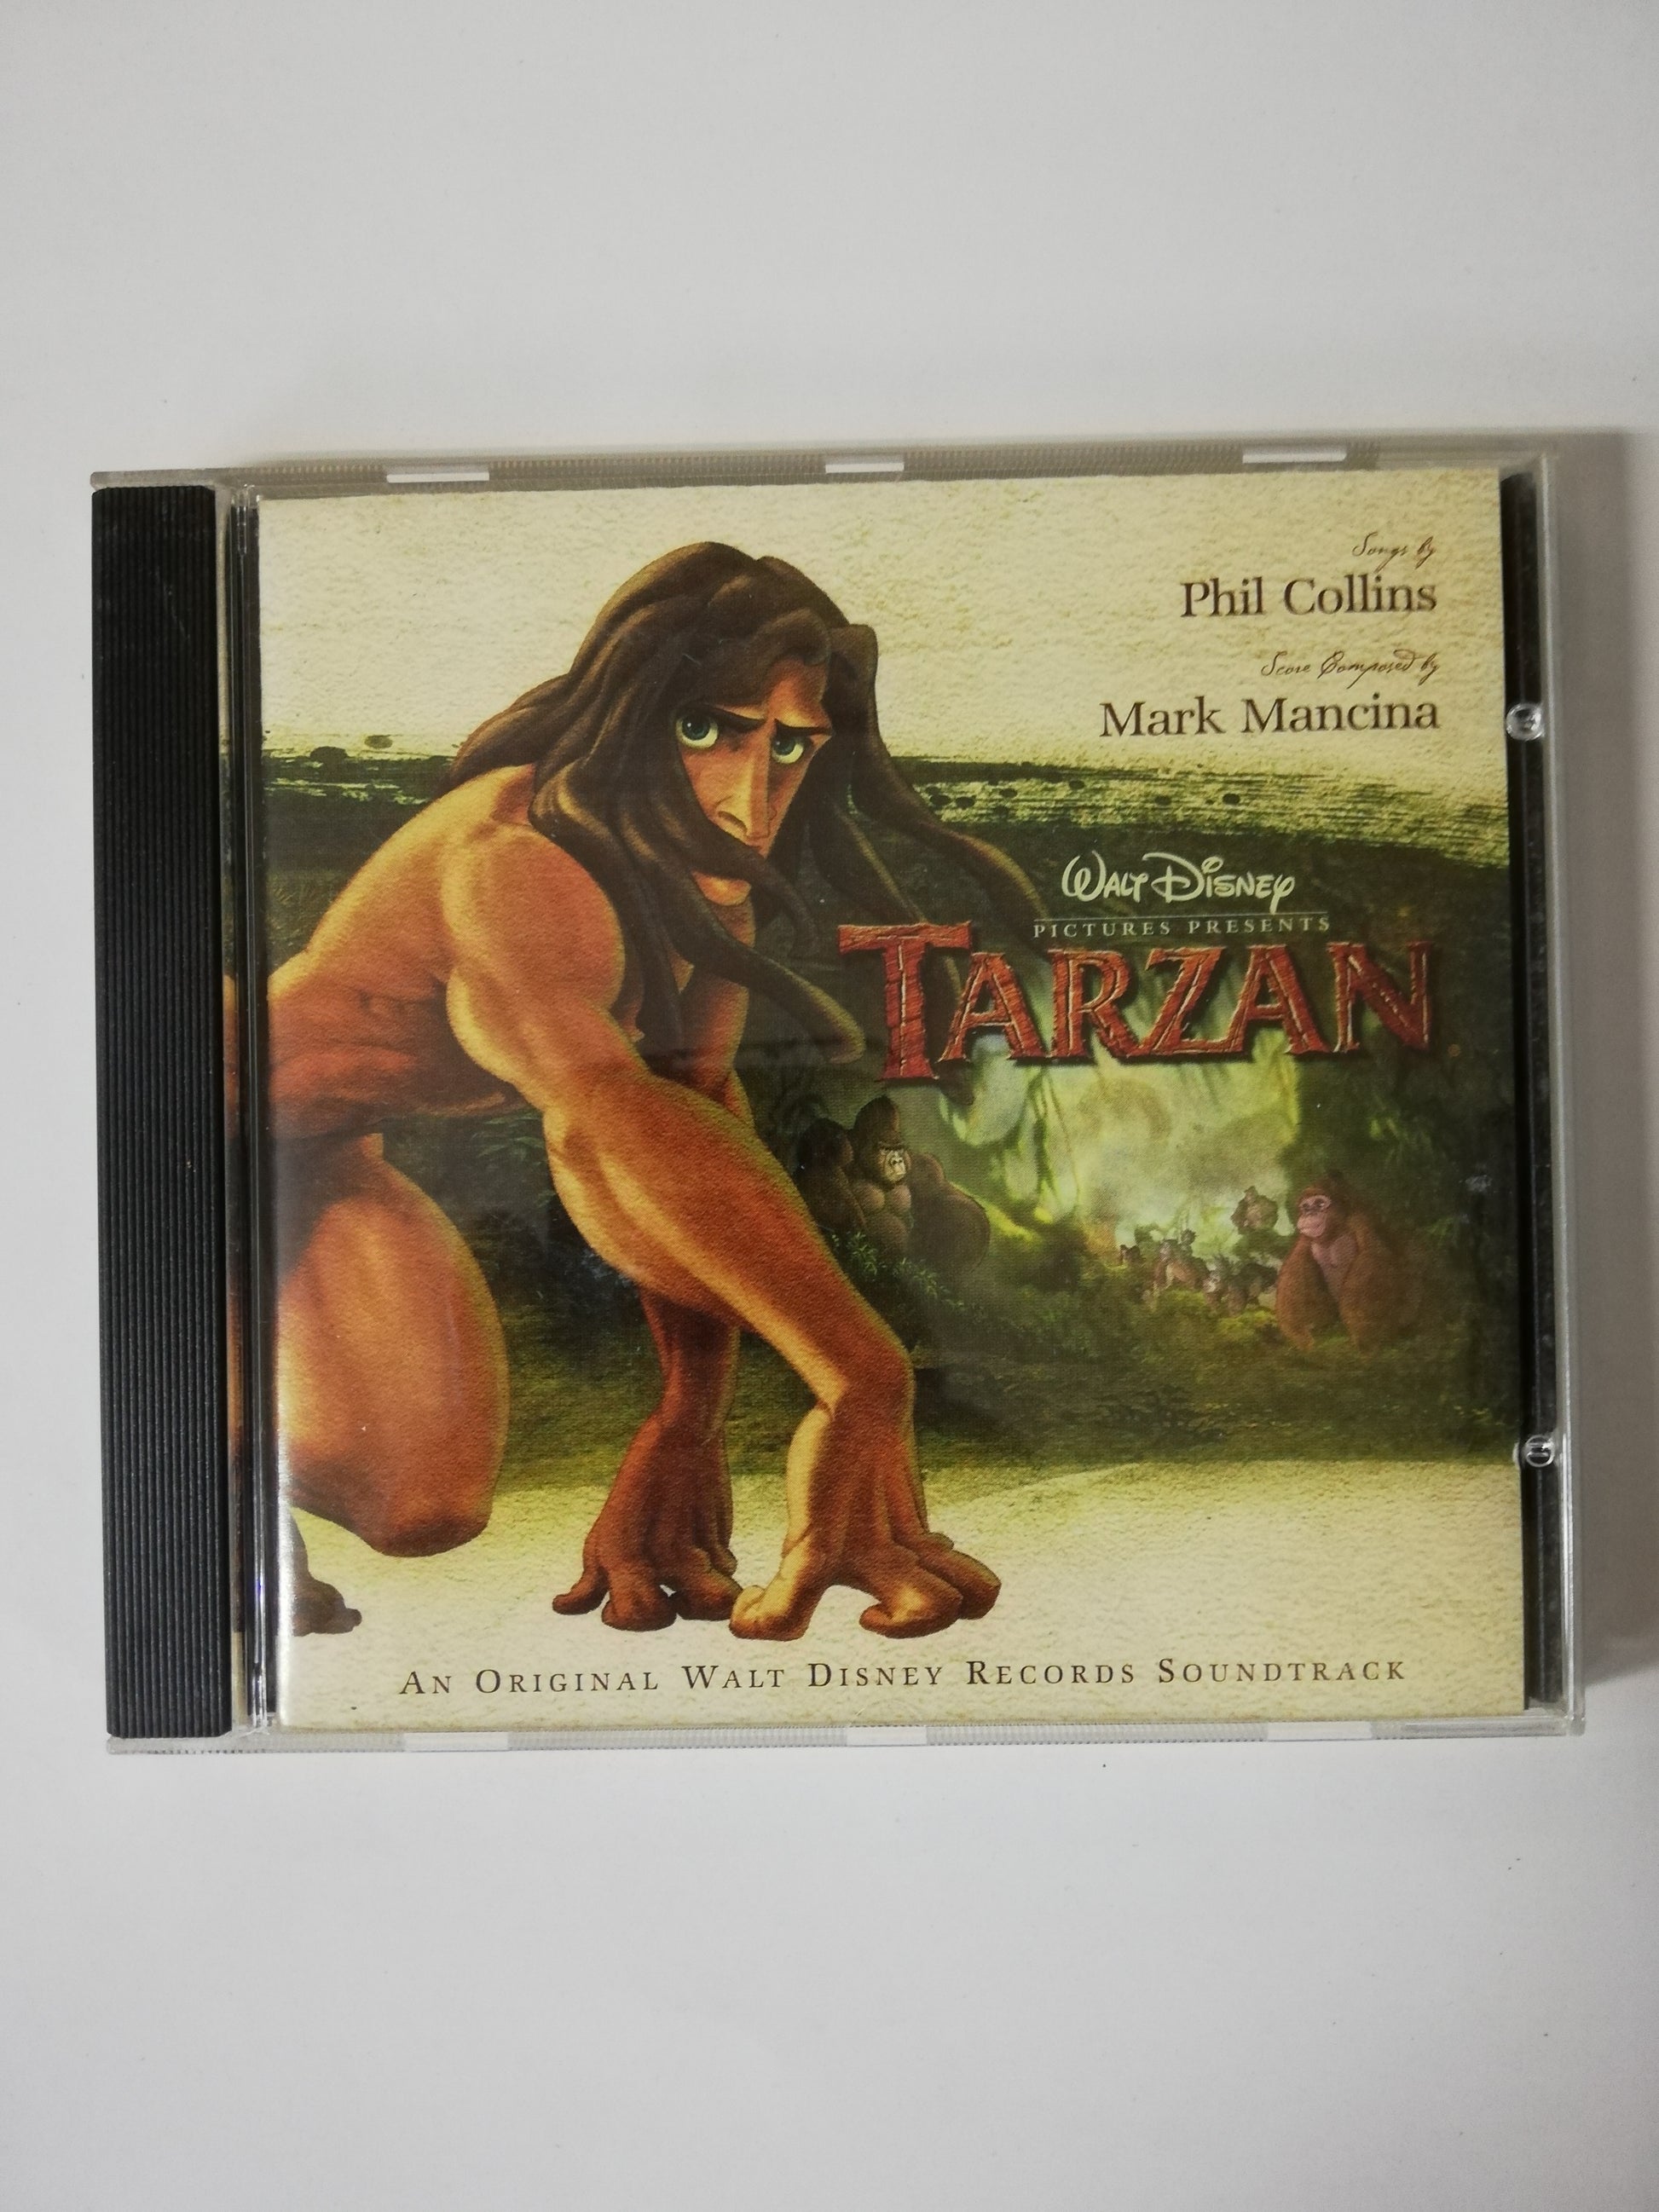 Songs by
Phil Collins
Score Composed by
Mark Mancina
WALT DISNEY
PICTURES PRESENTS
TARZAN
AN ORIGINAL WALT DISNEY RECORDS SOUNDTRACK